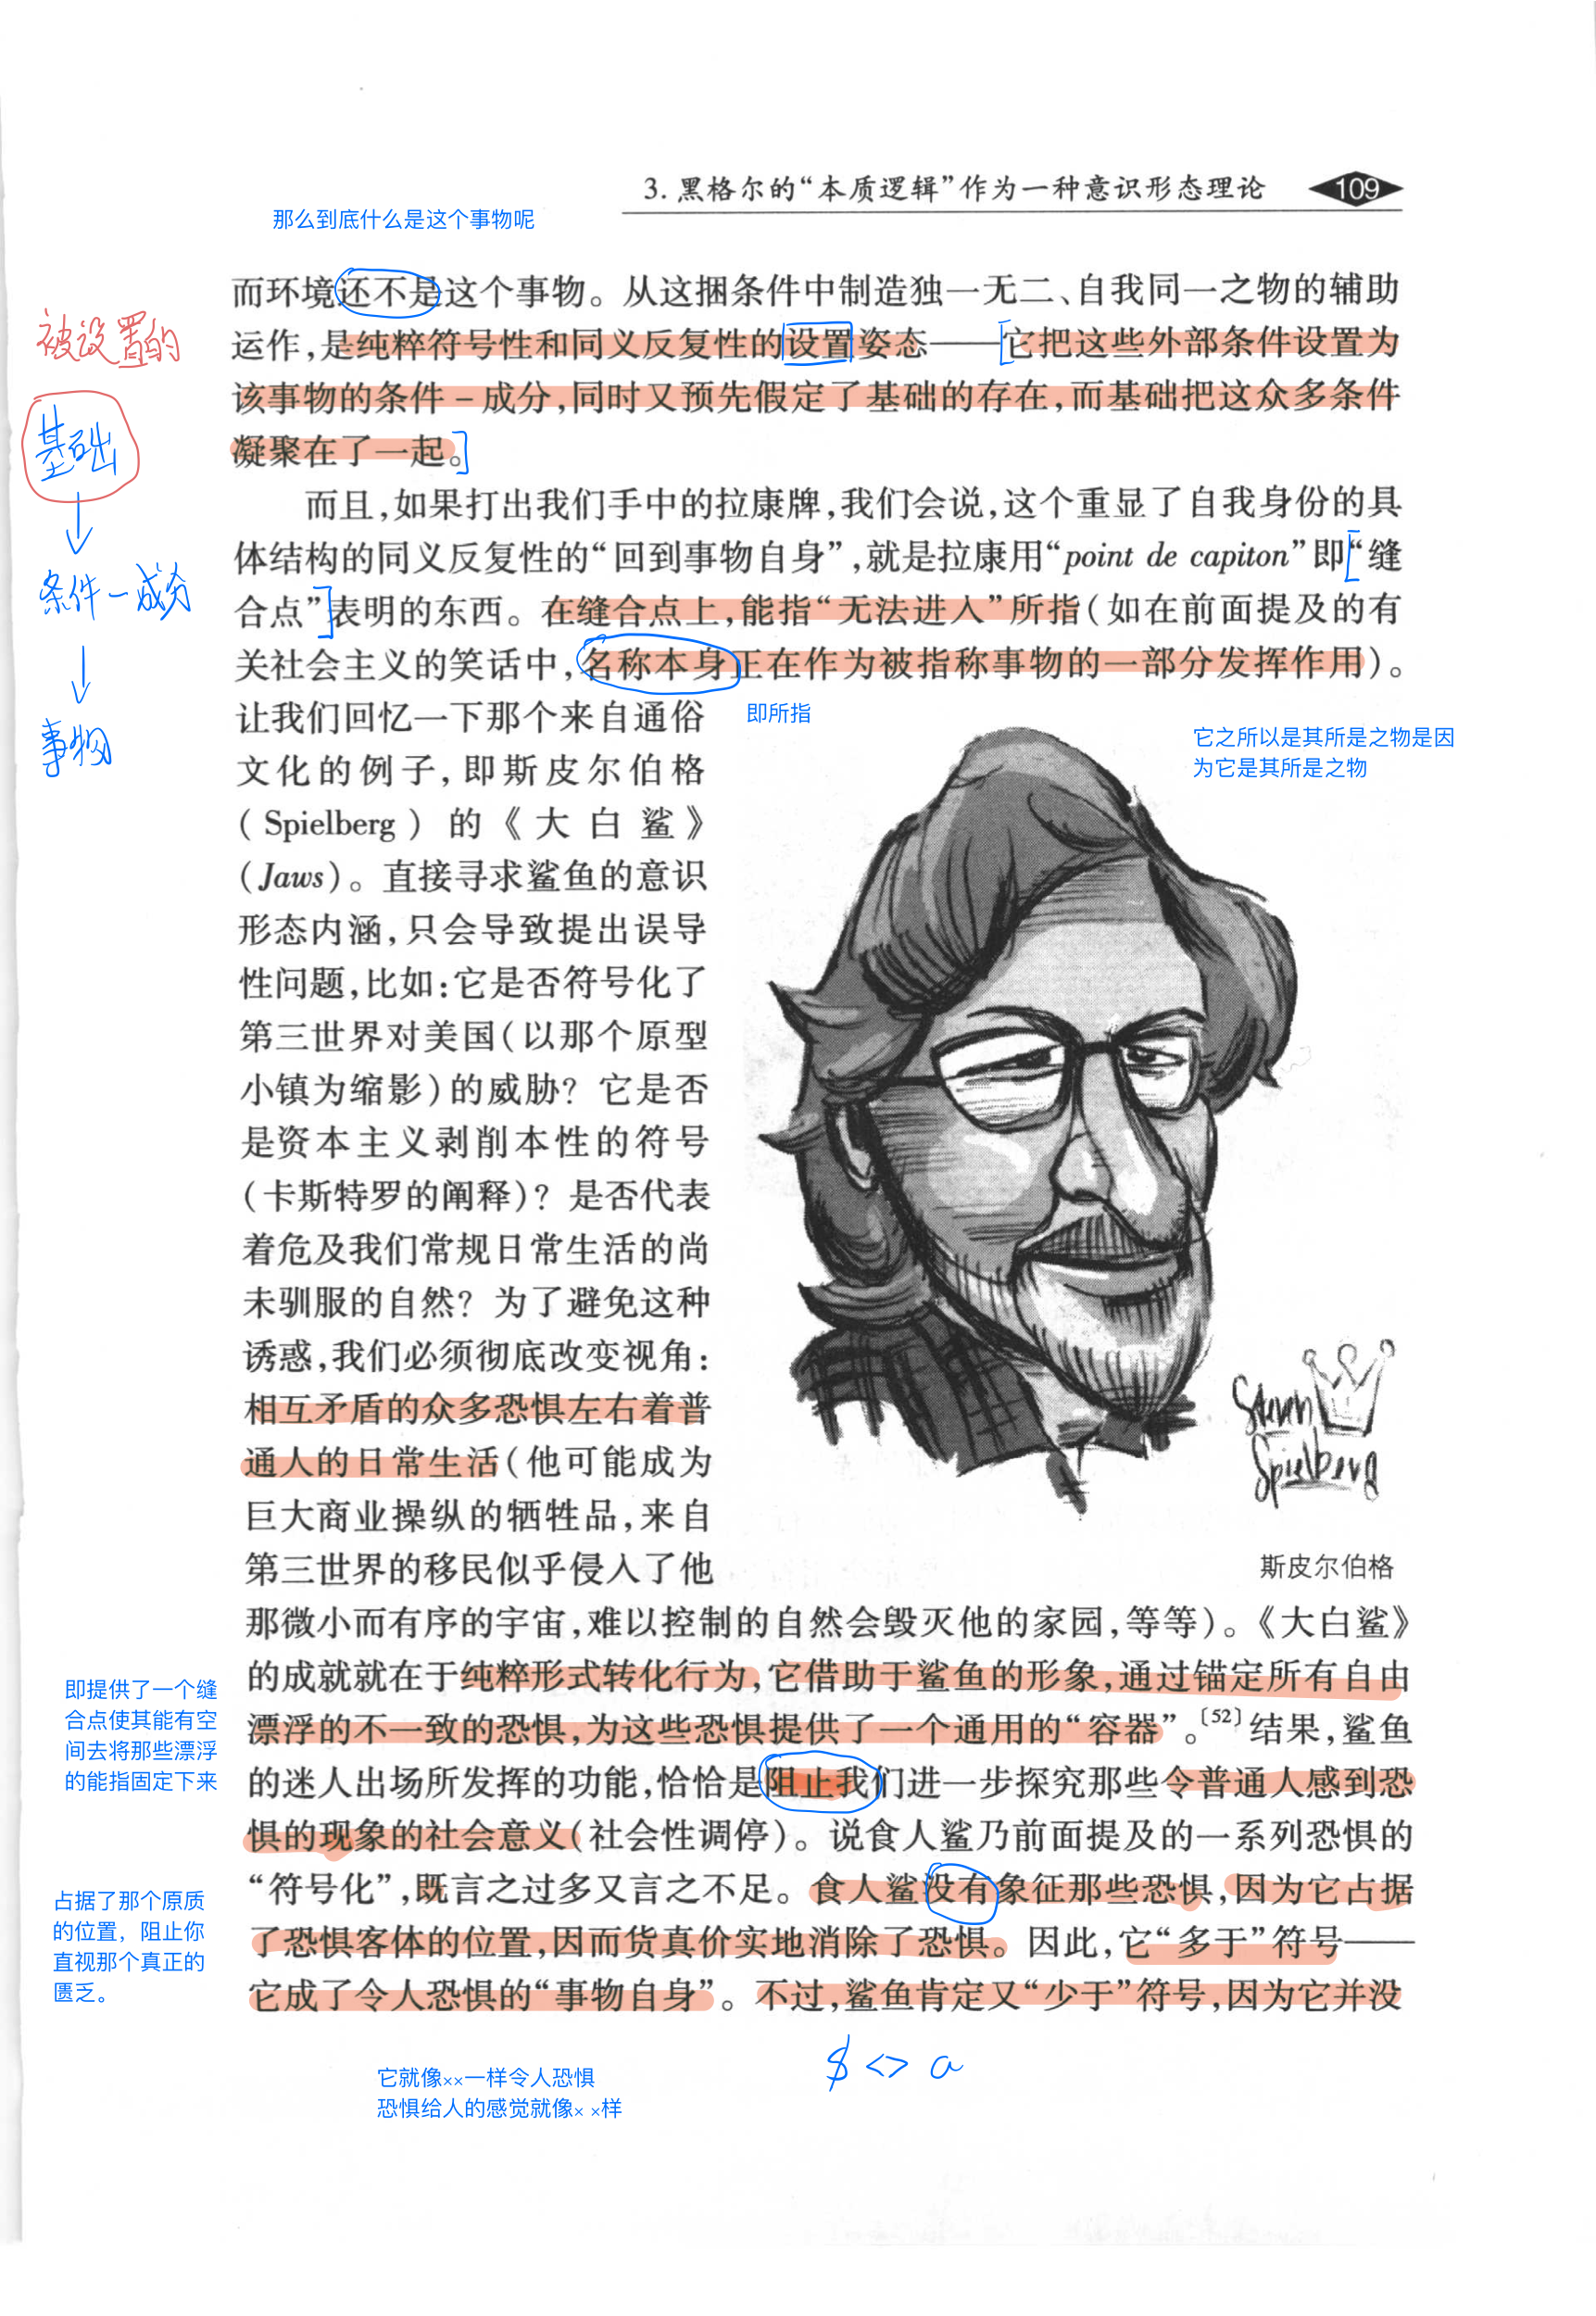 3. 黑格尔的“本质逻辑”作为一种意识形态理论 109
那么到底什么是这个事物呢
而环境还不是这个事物。从这捆条件中制造独一无二、自我同一之物的辅助
运作，是纯粹符号性和同义反复性的设置姿态——它把这些外部条件设置为
该事物的条件－成分，同时又预先假定了基础的存在，而基础把这众多条件
凝聚在了一起。
被设置的
基础
条件－成分
事物
而且，如果打出我们手中的拉康牌，我们会说，这个重显了自我身份的具
体结构的同义反复性的“回到事物自身”，就是拉康用“point de capiton”即“缝
合点”表明的东西。在缝合点上，能指“无法进入”所指（如在前面提及的有
关社会主义的笑话中，名称本身正在作为被指称事物的一部分发挥作用）。
即所指
它之所以是其所是之物是因
为它是其所是之物
让我们回忆一下那个来自通俗
文化的例子，即斯皮尔伯格
（Spielberg）的《大白鲨》
（Jaws）。直接寻求鲨鱼的意识
形态内涵，只会导致提出误导
性问题，比如：它是否符号化了
第三世界对美国（以那个原型
小镇为缩影）的威胁？它是否
是资本主义剥削本性的符号
（卡斯特罗的阐释）？是否代表
着危及我们常规日常生活的尚
未驯服的自然？为了避免这种
诱惑，我们必须彻底改变视角：
相互矛盾的众多恐惧左右着普
通人的日常生活（他可能成为
巨大商业操纵的牺牲品，来自
第三世界的移民似乎侵入了他
Steven
Spielberg
斯皮尔伯格
那微小而有序的宇宙，难以控制的自然会毁灭他的家园，等等）。《大白鲨》
的成就就在于纯粹形式转化行为，它借助于鲨鱼的形象，通过锚定所有自由
漂浮的不一致的恐惧，为这些恐惧提供了一个通用的“容器”。〔52〕结果，鲨鱼
的迷人出场所发挥的功能，恰恰是阻止我们进一步探究那些令普通人感到恐
惧的现象的社会意义（社会性调停）。说食人鲨乃前面提及的一系列恐惧的
“符号化”，既言之过多又言之不足。食人鲨没有象征那些恐惧，因为它占据
了恐惧客体的位置，因而货真价实地消除了恐惧。因此，它“多于”符号——
它成了令人恐惧的“事物自身”。不过，鲨鱼肯定又“少于”符号，因为它并没
即提供了一个缝
合点使其能有空
间去将那些漂浮
的能指固定下来
占据了那个原质
的位置，阻止你
直视那个真正的
匮乏。
它就像××一样令人恐惧
恐惧给人的感觉就像× ×样
$ <> a